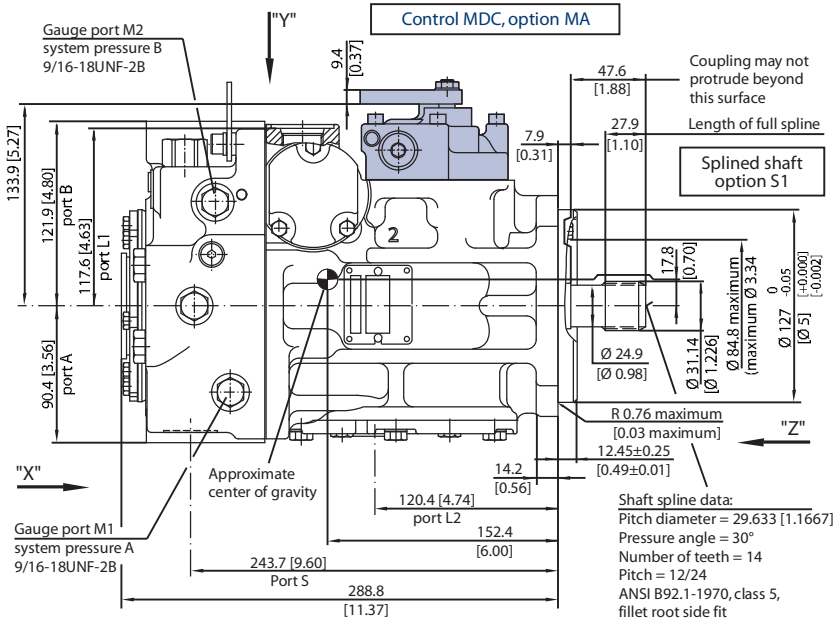 Control MDC, option MA
"Y"
Gauge port M2
system pressure B
9/16-18UNF-2B
9.4
[0.37]
47.6
[1.88]
Coupling may not
protrude beyond
this surface
27.9
[1.10]
Length of full spline
7.9
[0.31]
Splined shaft
option S1
133.9 [5.27]
121.9 [4.80]
port B
117.6 [4.63]
port L1
90.4 [3.56]
port A
2
17.8
[0.70]
Ø 24.9
[Ø 0.98]
Ø 31.14
[Ø 1.226]
Ø 84.8 maximum
(maximum Ø 3.34
Ø 127 0 -0.05
[Ø 5] [+0.000] [-0.002]
R 0.76 maximum
[0.03 maximum]
"Z"
12.45±0.25
[0.49±0.01]
14.2
[0.56]
"X"
Approximate
center of gravity
120.4 [4.74]
port L2
152.4
[6.00]
Gauge port M1
system pressure A
9/16-18UNF-2B
243.7 [9.60]
Port S
288.8
[11.37]
Shaft spline data:
Pitch diameter = 29.633 [1.1667]
Pressure angle = 30°
Number of teeth = 14
Pitch = 12/24
ANSI B92.1-1970, class 5,
fillet root side fit